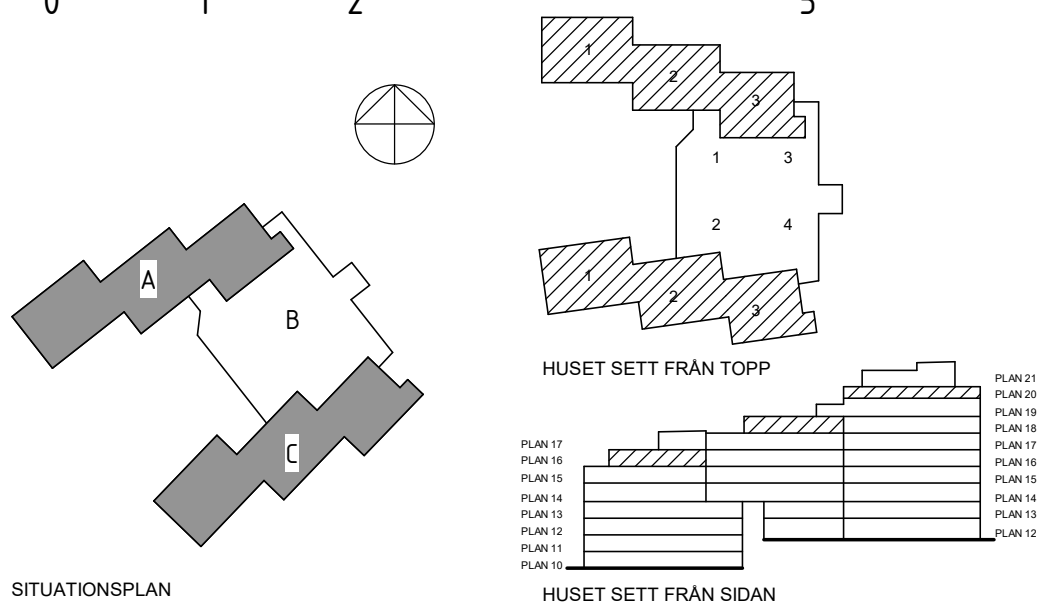 0 1 2 5
1
2
3
1 3
2 4
1
2
3
HUSET SETT FRÅN TOPP
A
B
C
SITUATIONSPLAN
PLAN 17
PLAN 16
PLAN 15
PLAN 14
PLAN 13
PLAN 12
PLAN 11
PLAN 10
PLAN 21
PLAN 20
PLAN 19
PLAN 18
PLAN 17
PLAN 16
PLAN 15
PLAN 14
PLAN 13
PLAN 12
HUSET SETT FRÅN SIDAN